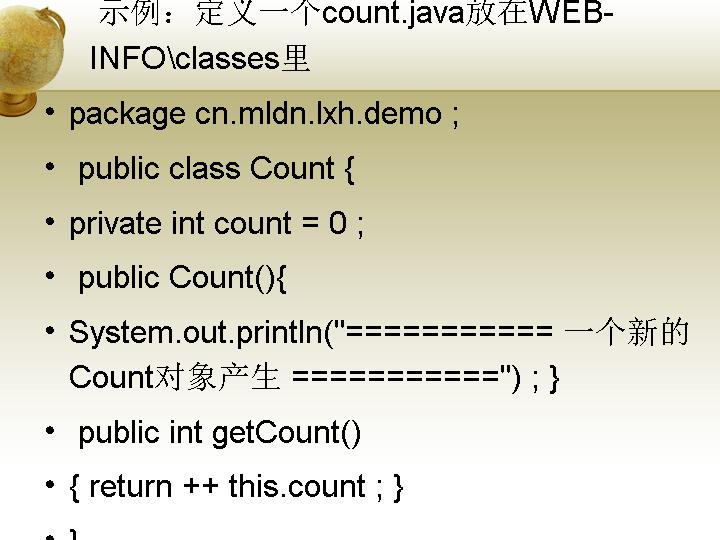 示例：定义一个count.java放在WEB-
INFO\classes里
• package cn.mldn.lxh.demo ;
• public class Count {
• private int count = 0 ;
• public Count(){
• System.out.println("=========== 一个新的
Count对象产生 ===========") ; }
• public int get.Count()
• { return ++ this.count ; }
• }